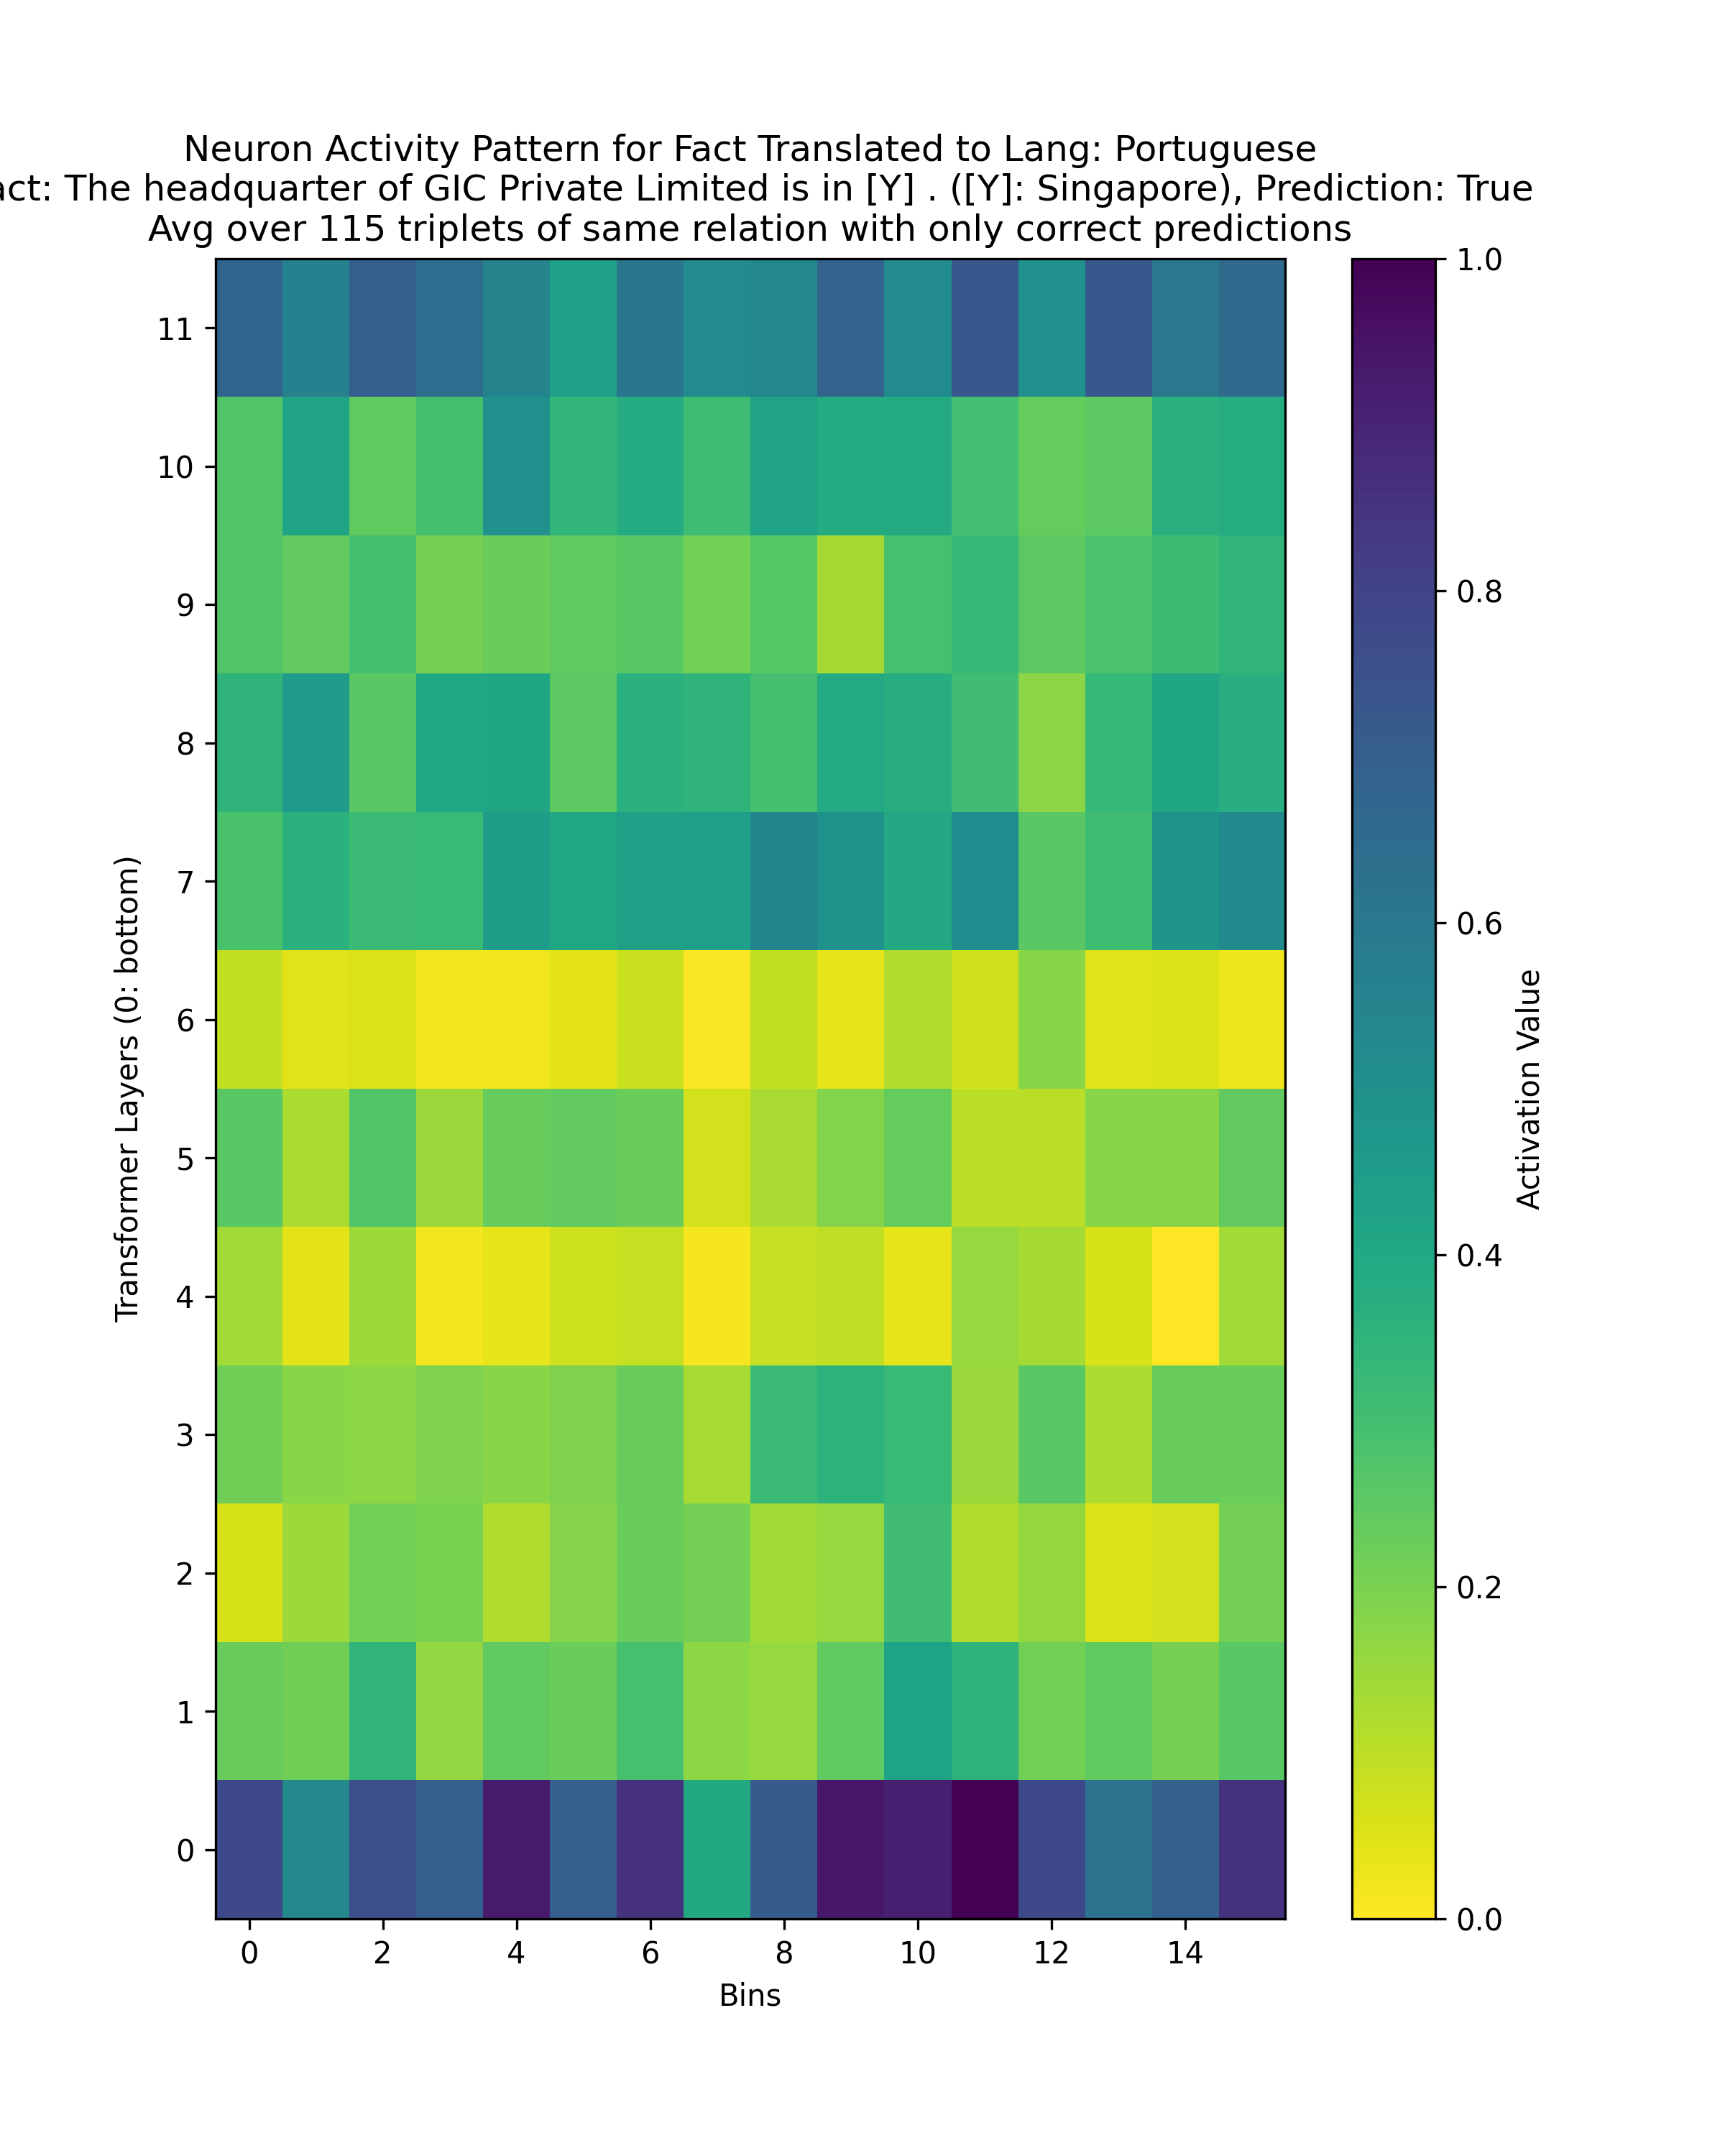 Neuron Activity Pattern for Fact Translated to Lang: Portuguese
act: The headquarter of GIC Private Limited is in [Y] . ([Y]: Singapore), Prediction: True
Avg over 115 triplets of same relation with only correct predictions
11
10
9
8
7
6
5
4
3
2
1
0
Transformer Layers (0: bottom)
0 2 4 6 8 10 12 14
Bins
1.0
0.8
0.6
0.4
0.2
0.0
Activation Value